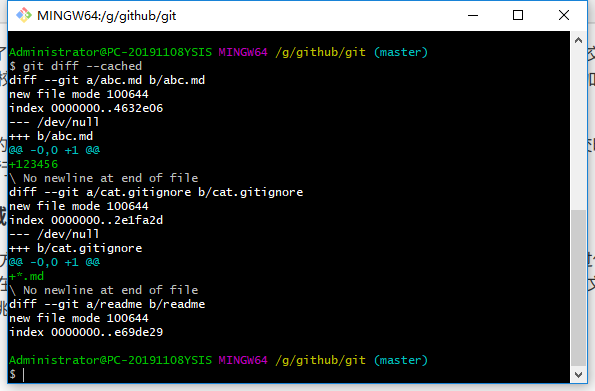 MINGW64:/g/github/git
Administrator@PC-20191108YSIS MINGW64 /g/github/git (master)
$ git diff --cached
diff --git a/abc.md b/abc.md
new file mode 100644
index 0000000..4632e06
--- /dev/null
+++ b/abc.md
@@ -0,0 +1 @@
+123456
\ No newline at end of file
diff --git a/cat.gitignore b/cat.gitignore
new file mode 100644
index 0000000..2e1fa2d
--- /dev/null
+++ b/cat.gitignore
@@ -0,0 +1 @@
+*.md
\ No newline at end of file
diff --git a/readme b/readme
new file mode 100644
index 0000000..e69de29
Administrator@PC-20191108YSIS MINGW64 /g/github/git (master)
$